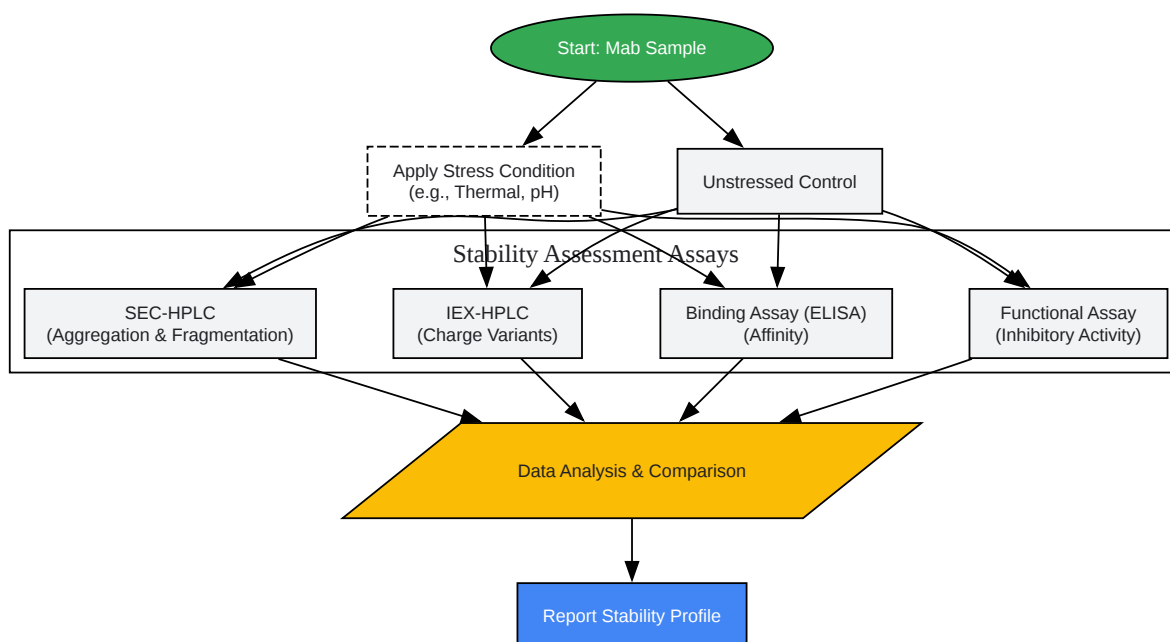 Start: Mab Sample
Apply Stress Condition
(e.g., Thermal, pH)
Unstressed Control
Stability Assessment Assays
SEC-HPLC
(Aggregation & Fragmentation)
IEX-HPLC
(Charge Variants)
Binding Assay (ELISA)
(Affinity)
Functional Assay
(Inhibitory Activity)
Data Analysis & Comparison
Report Stability Profile